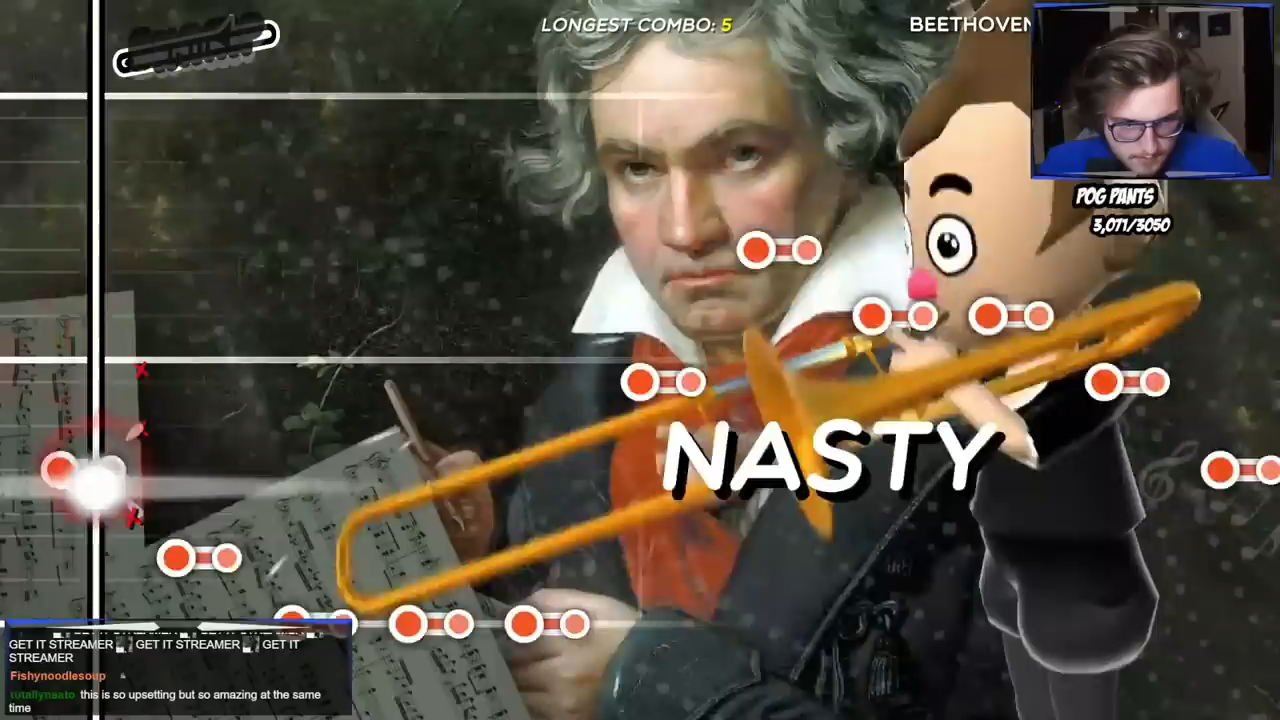 LONGEST COMBO: 5
BEETHOVEN
POG PANTS
3,071/3050
NASTY
GET IT STREAMER GET IT STREAMER GET IT
STREAMER
Fishynoodlesoup
totallyneato this is so upsetting but so amazing at the same
time